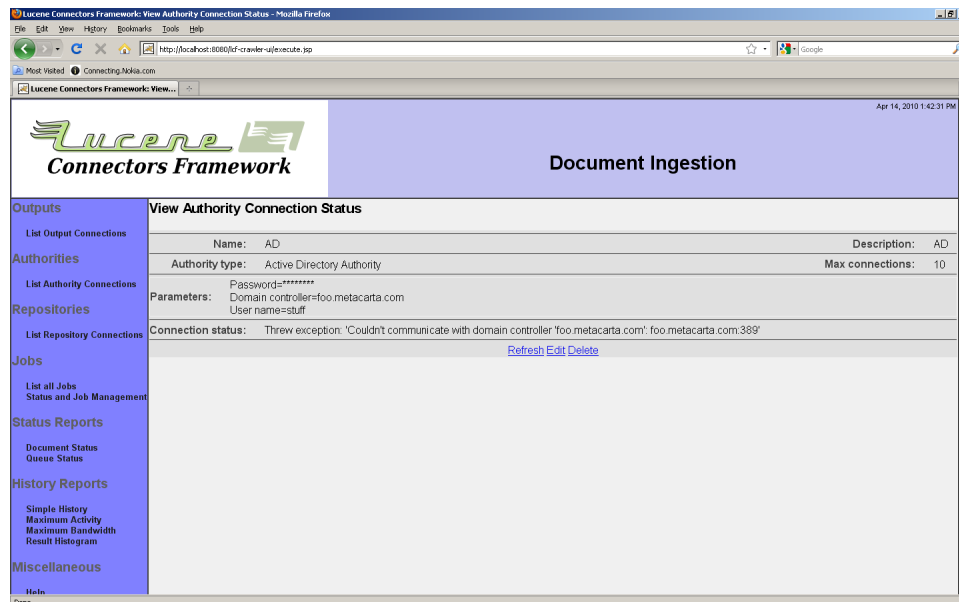 Lucene Connectors Framework: View Authority Connection Status - Mozilla Firefox
File Edit View History Bookmarks Tools Help
http://localhost:8080/lcf-crawler-ui/execute.jsp
Google
Most Visited Connecting.Nokia.com
Lucene Connectors Framework: View...
Apr 14, 2010 1:42:31 PM
Lucene
Connectors Framework
Document Ingestion
Outputs
List Output Connections
Authorities
List Authority Connections
Repositories
List Repository Connections
Jobs
List all Jobs
Status and Job Management
Status Reports
Document Status
Queue Status
History Reports
Simple History
Maximum Activity
Maximum Bandwidth
Result Histogram
Miscellaneous
Help
View Authority Connection Status
Name: AD Description: AD
Authority type: Active Directory Authority Max connections: 10
Parameters:
Password=********
Domain controller=foo.metacarta.com
User name=stuff
Connection status: Threw exception: 'Couldn't communicate with domain controller 'foo.metacarta.com': foo.metacarta.com:389'
Refresh Edit Delete